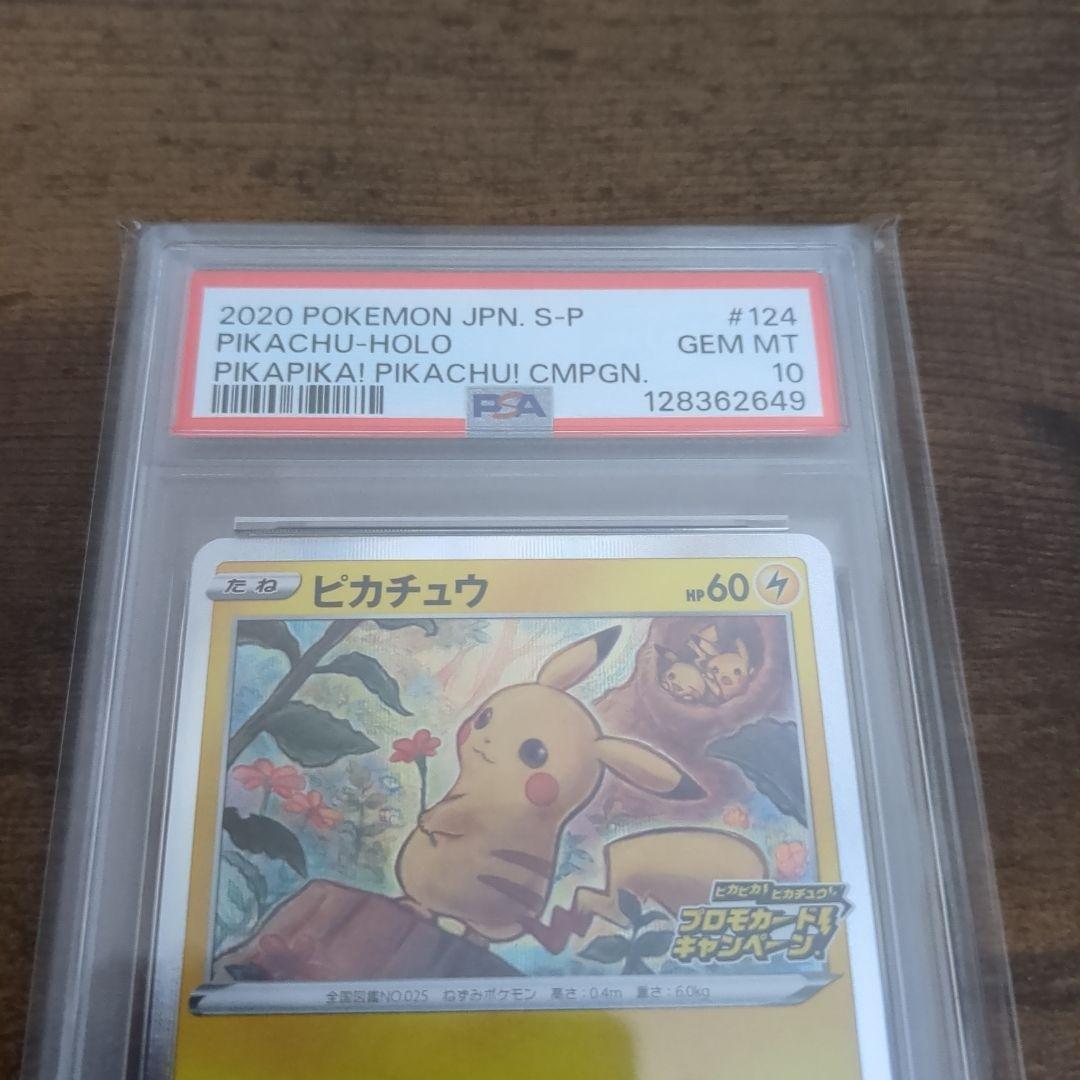 2020 POKEMON JPN. S-P #124
PIKACHU-HOLO GEM MT
PIKAPIKA! PIKACHU! CMPGN. 10
PSA 128362649
たね ピカチュウ HP60
ピカピカ! ピカチュウ!
プロモカード
キャンペーン!
全国図鑑NO.025 ねずみポケモン 高さ:0.4m 重さ:6.0kg